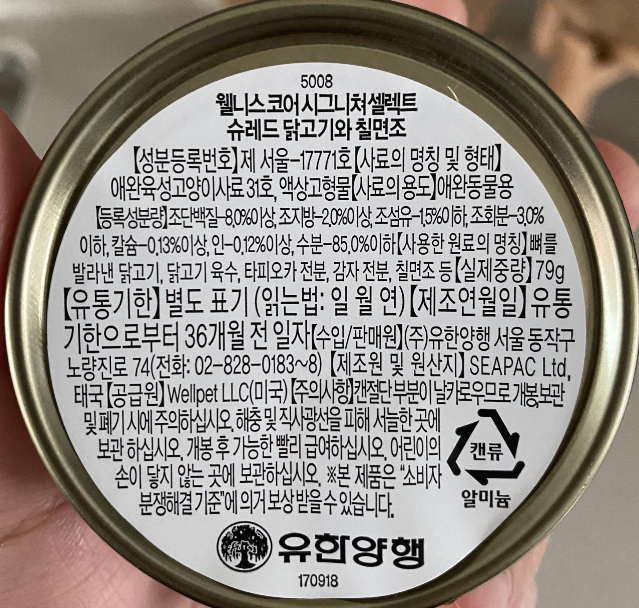 5008
웰니스 코어 시그니처 셀렉트
슈레드 닭고기와 칠면조
【성분등록번호】제 서울-17771호【사료의 명칭 및 형태】
애완육성고양이사료 31호, 액상고형물【사료의 용도】애완동물용
【등록성분량】조단백질-8.0%이상, 조지방-2.0%이상, 조섬유-1.5%이하, 조회분-3.0%
이하, 칼슘-0.13%이상, 인-0.12%이상, 수분-85.0%이하【사용한 원료의 명칭】뼈를
발라낸 닭고기, 닭고기 육수, 타피오카 전분, 감자 전분, 칠면조 등【실제중량】79g
【유통기한】별도 표기 (읽는법: 일 월 연)【제조연월일】유통
기한으로부터 36개월 전 일자【수입/판매원】(주)유한양행 서울 동작구
노량진로 74(전화: 02-828-0183~8) 【제조원 및 원산지】SEAPAC Ltd,
태국【공급원】Wellpet LLC(미국)【주의사항】캔절단 부분이 날카로우므로 개봉,보관
및 폐기 시에 주의하십시오. 해충 및 직사광선을 피해 서늘한 곳에
보관 하십시오. 개봉 후 가능한 빨리 급여하십시오. 어린이의
손이 닿지 않는 곳에 보관하십시오. ※본 제품은 "소비자
분쟁해결 기준"에 의거 보상 받을 수 있습니다.
캔류
알미늄
유한양행
170918